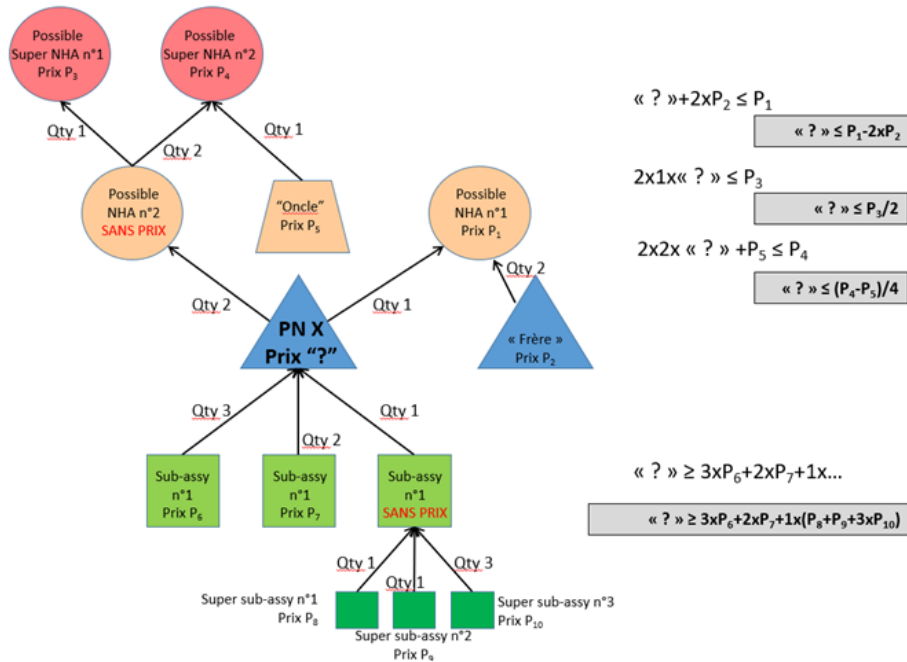 Possible
Super NHA n°1
Prix P₃
Possible
Super NHA n°2
Prix P₄
Qty 1
Qty 2
Qty 1
Possible
NHA n°2
SANS PRIX
"Oncle"
Prix P₅
Possible
NHA n°1
Prix P₁
Qty 2
Qty 1
Qty 2
PN X
Prix "?"
« Frère »
Prix P₂
Qty 3
Qty 2
Qty 1
Sub-assy
n°1
Prix P₆
Sub-assy
n°1
Prix P₇
Sub-assy
n°1
SANS PRIX
Qty 1
Qty 1
Qty 3
Super sub-assy n°1
Prix P₈
Super sub-assy n°2
Prix P₉
Super sub-assy n°3
Prix P₁₀
« ? »+2xP₂ ≤ P₁
« ? » ≤ P₁-2xP₂
2x1x« ? » ≤ P₃
« ? » ≤ P₃/2
2x2x « ? » +P₅ ≤ P₄
« ? » ≤ (P₄-P₅)/4
« ? » ≥ 3xP₆+2xP₇+1x...
« ? » ≥ 3xP₆+2xP₇+1x(P₈+P₉+3xP₁₀)